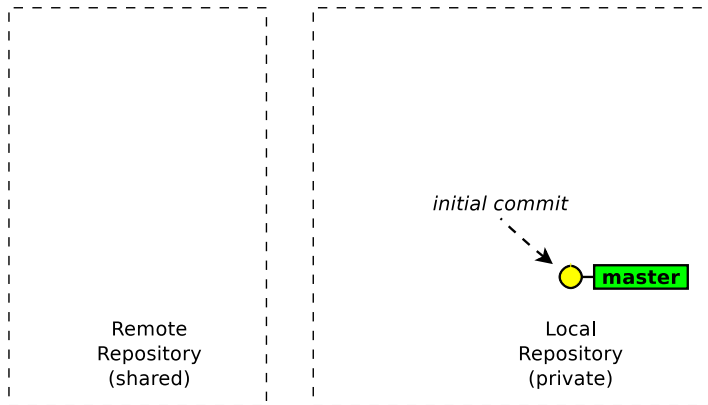 initial commit
master
Remote
Repository
(shared)
Local
Repository
(private)